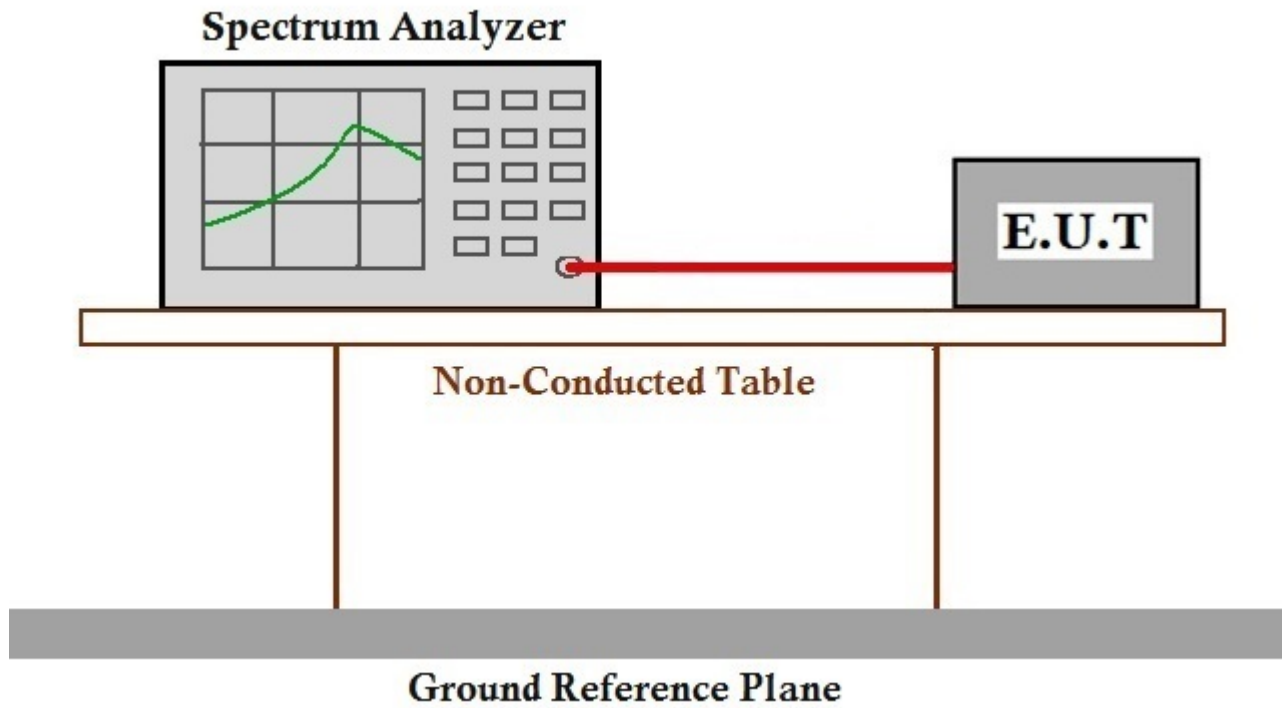 Spectrum Analyzer
E.U.T
Non-Conducted Table
Ground Reference Plane